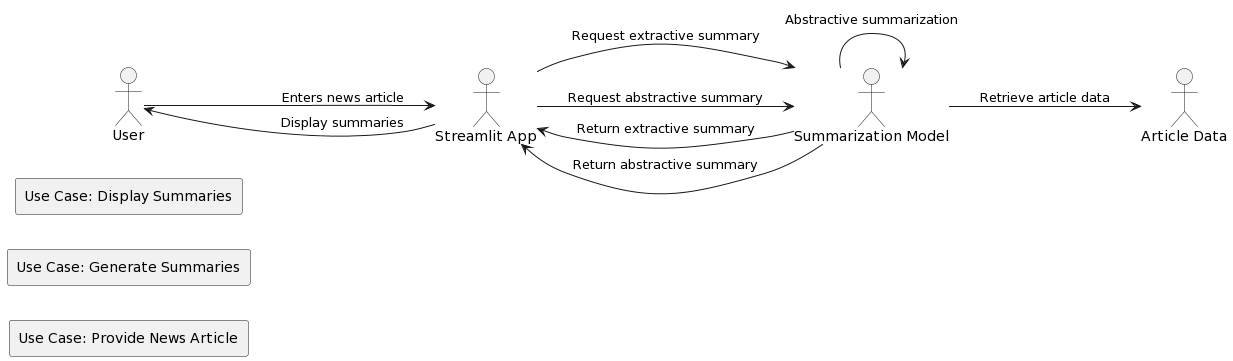 Abstractive summarization
Request extractive summary
Enters news article
Request abstractive summary
Retrieve article data
Display summaries
Return extractive summary
User
Streamlit App
Summarization Model
Article Data
Return abstractive summary
Use Case: Display Summaries
Use Case: Generate Summaries
Use Case: Provide News Article